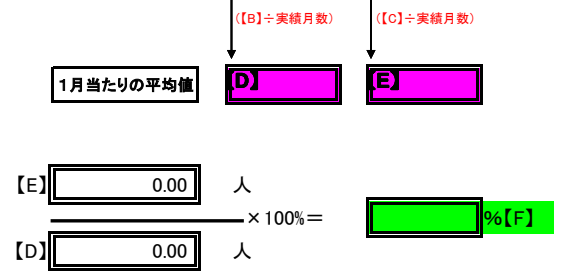 (【B】÷実績月数) (【C】÷実績月数)
1月当たりの平均値 【D】 【E】
【E】 0.00 人
×100%= %【F】
【D】 0.00 人